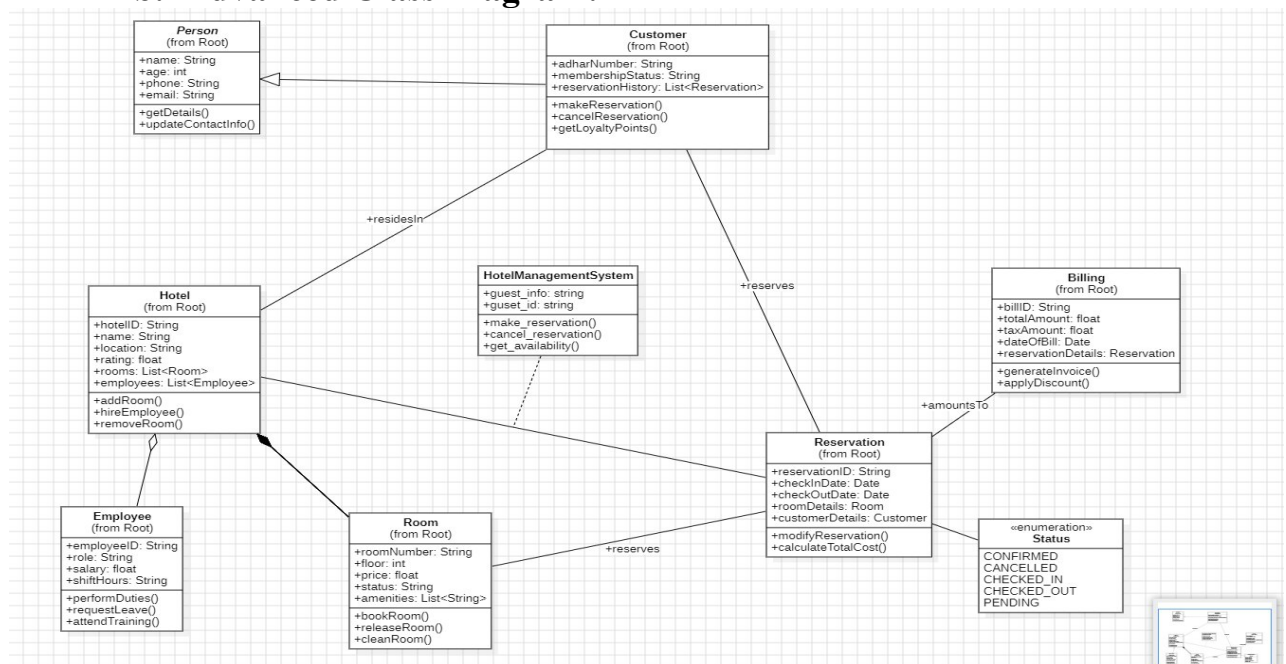 Person
(from Root)
+name: String
+age: int
+phone: String
+email: String
+getDetails()
+updateContactInfo()
Customer
(from Root)
+adharNumber: String
+membershipStatus: String
+reservationHistory: List<Reservation>
+makeReservation()
+cancelReservation()
+getLoyaltyPoints()
+residesIn
+reserves
HotelManagementSystem
+guest_info: string
+guset_id: string
+make_reservation()
+cancel_reservation()
+get_availability()
Hotel
(from Root)
+hotelID: String
+name: String
+location: String
+rating: float
+rooms: List<Room>
+employees: List<Employee>
+addRoom()
+hireEmployee()
+removeRoom()
Billing
(from Root)
+billID: String
+totalAmount: float
+taxAmount: float
+dateOfBill: Date
+reservationDetails: Reservation
+generateInvoice()
+applyDiscount()
+amountsTo
Reservation
(from Root)
+reservationID: String
+checkInDate: Date
+checkOutDate: Date
+roomDetails: Room
+customerDetails: Customer
+modifyReservation()
+calculateTotalCost()
Employee
(from Root)
+employeeID: String
+role: String
+salary: float
+shiftHours: String
+performDuties()
+requestLeave()
+attendTraining()
Room
(from Root)
+roomNumber: String
+floor: int
+price: float
+status: String
+amenities: List<String>
+bookRoom()
+releaseRoom()
+cleanRoom()
+reserves
«enumeration»
Status
CONFIRMED
CANCELLED
CHECKED_IN
CHECKED_OUT
PENDING